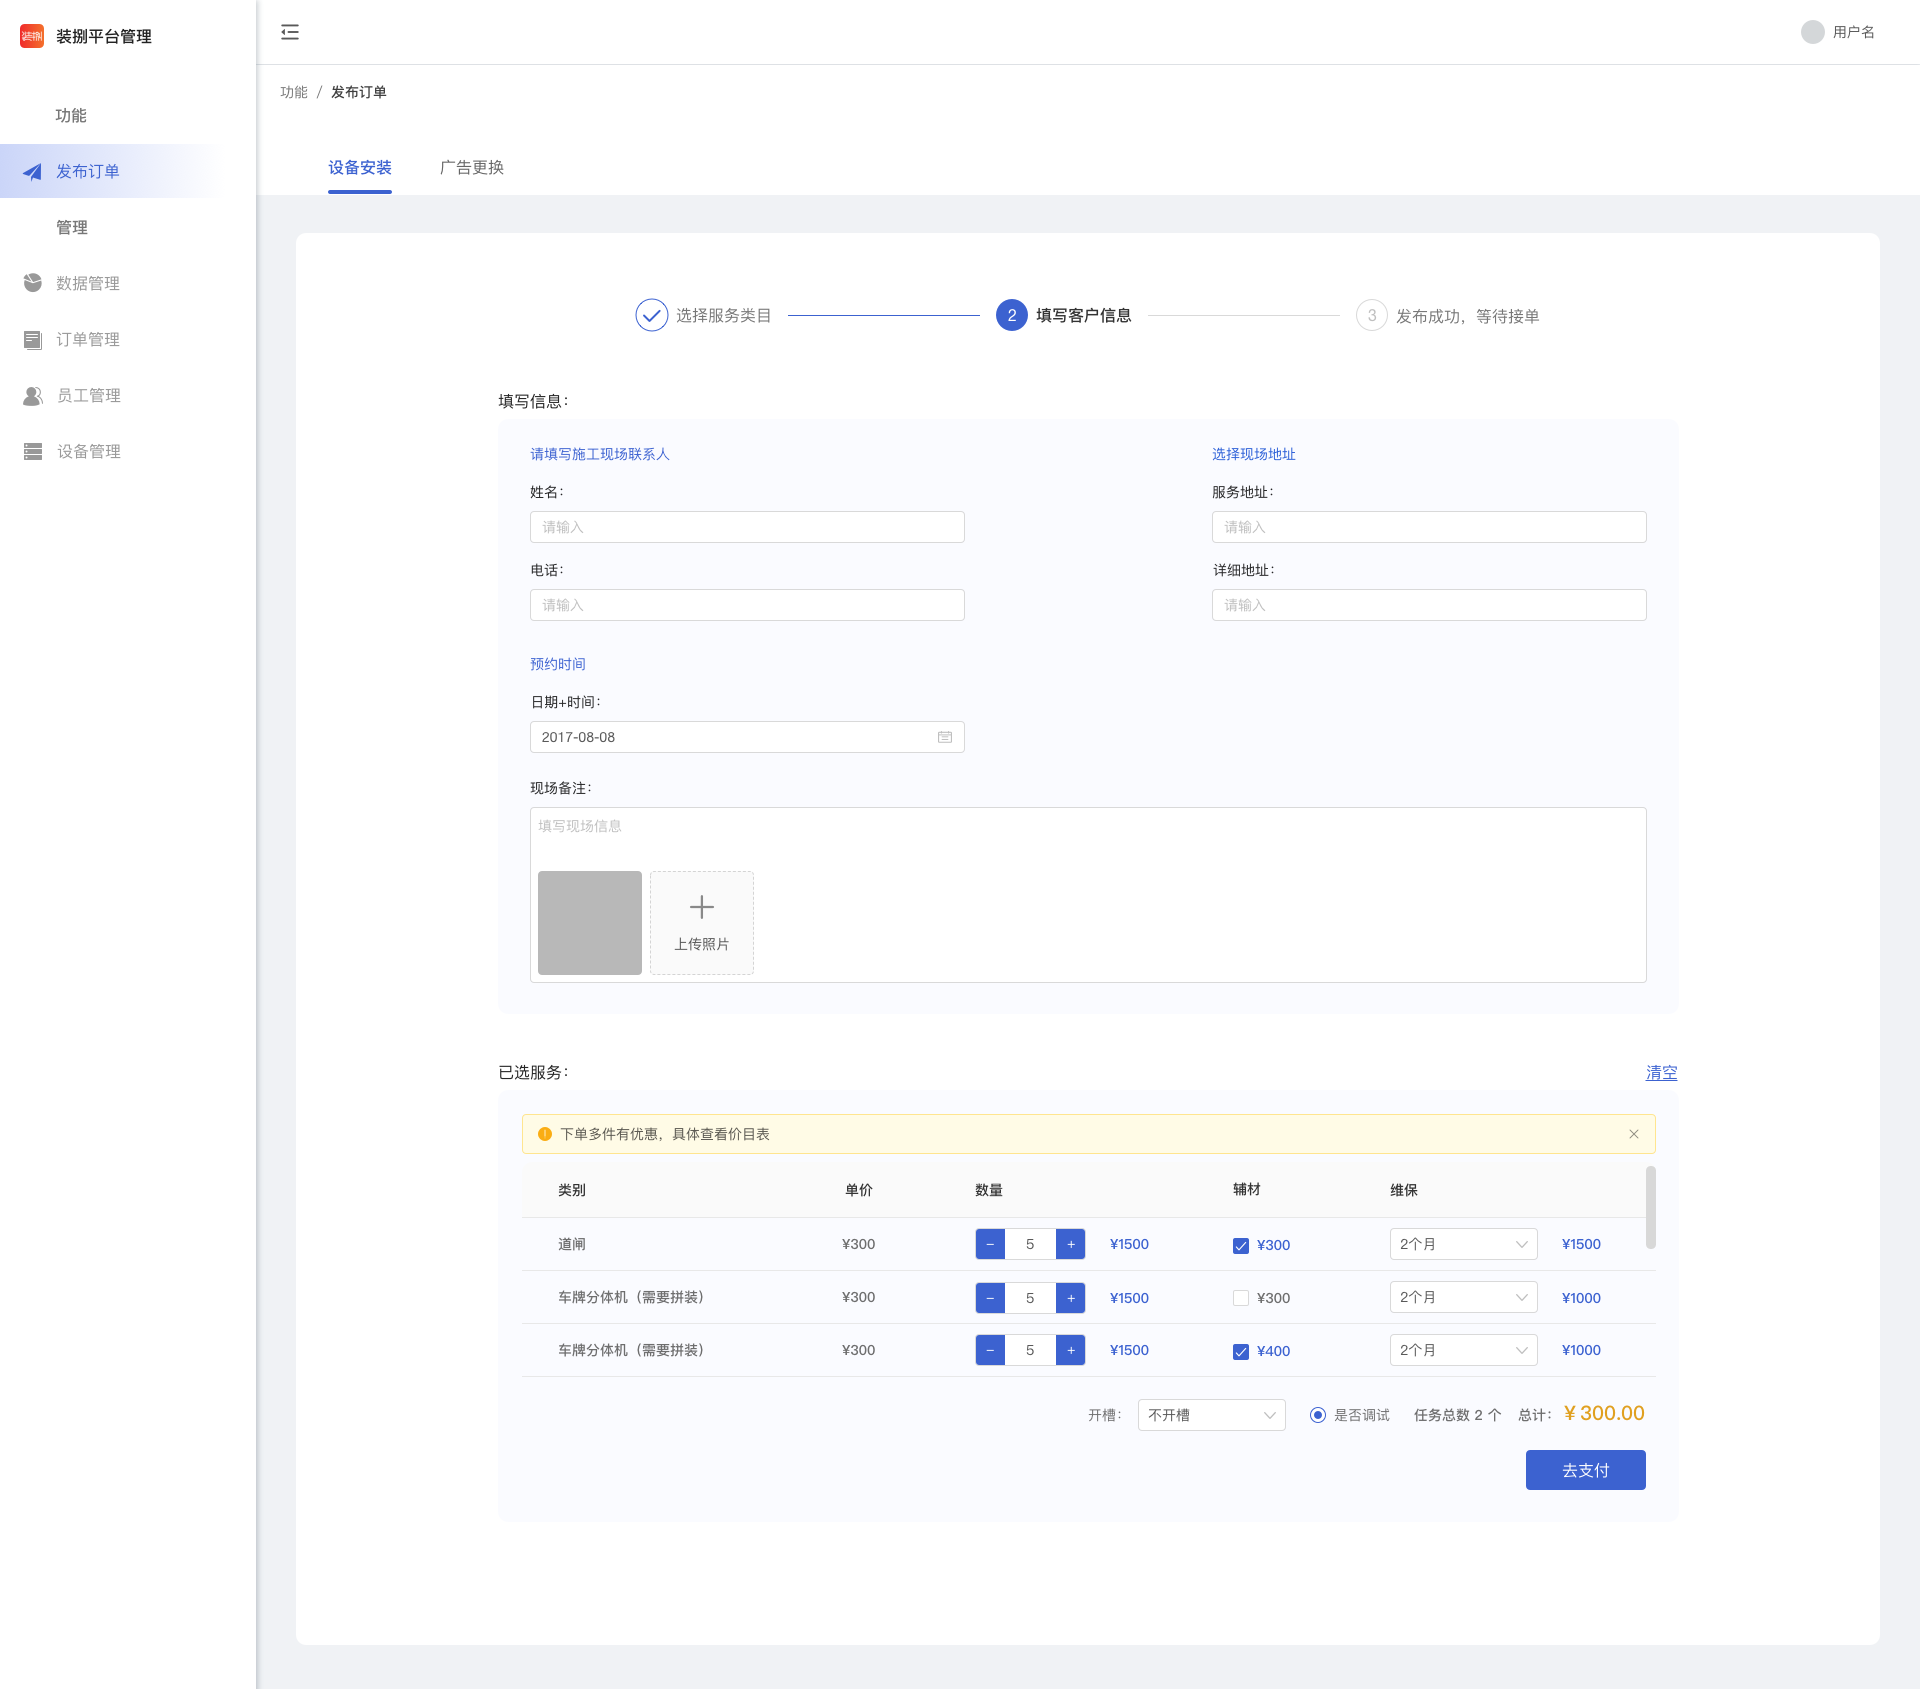 装捌
装捌平台管理
用户名
功能 / 发布订单
功能
发布订单
管理
数据管理
订单管理
员工管理
设备管理
设备安装
广告更换
选择服务类目
2 填写客户信息
3 发布成功，等待接单
填写信息：
请填写施工现场联系人
选择现场地址
姓名：
服务地址：
请输入
请输入
电话：
详细地址：
请输入
请输入
预约时间
日期+时间：
2017-08-08
现场备注：
填写现场信息
上传照片
已选服务：
清空
下单多件有优惠，具体查看价目表
类别 单价 数量 辅材 维保
道闸 ¥300 − 5 + ¥1500 ¥300 2个月 ¥1500
车牌分体机（需要拼装） ¥300 − 5 + ¥1500 ¥300 2个月 ¥1000
车牌分体机（需要拼装） ¥300 − 5 + ¥1500 ¥400 2个月 ¥1000
开槽： 不开槽 是否调试 任务总数 2 个 总计： ¥ 300.00
去支付